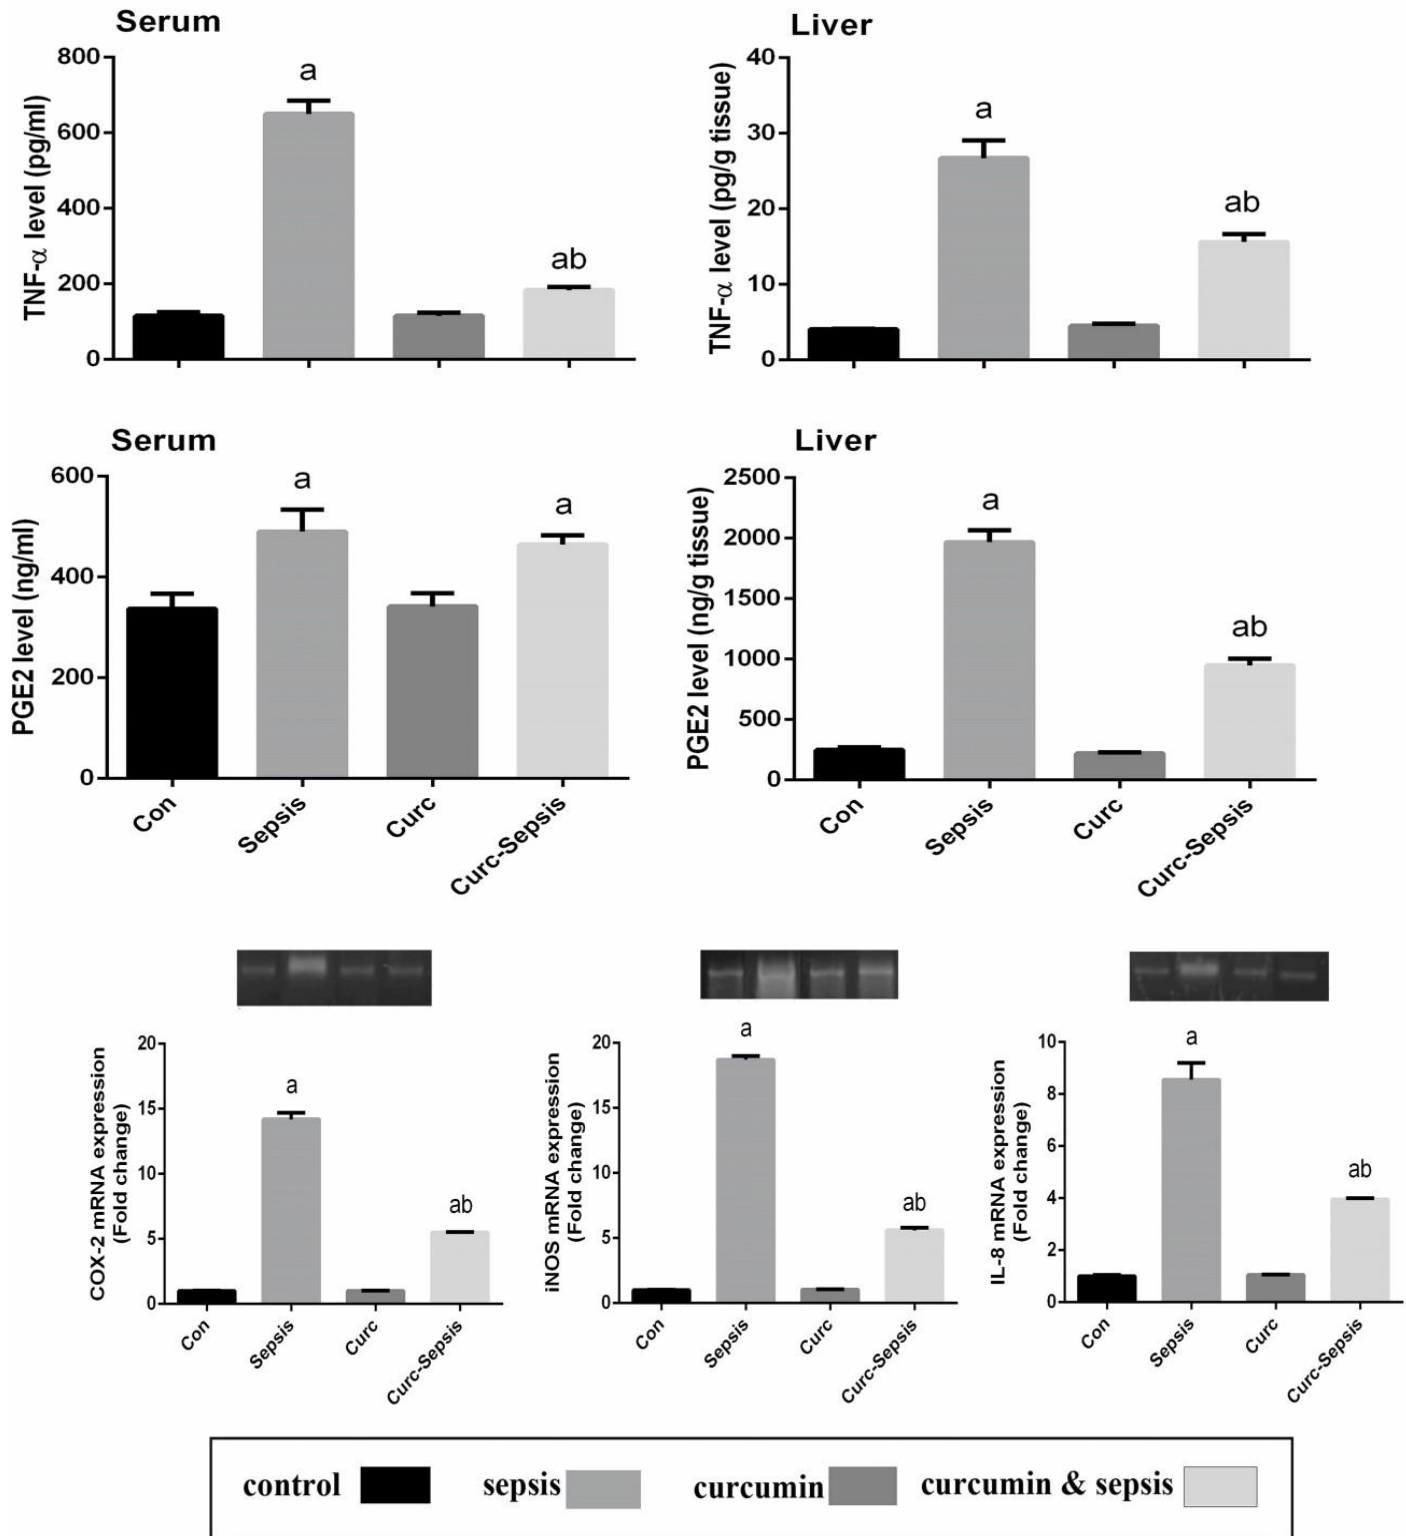 Serum
TNF-α level (pg/ml)
800
600
400
200
0
a
ab
Liver
TNF-α level (pg/g tissue)
40
30
20
10
0
a
ab
Serum
PGE2 level (ng/ml)
600
400
200
0
a
a
Con
Sepsis
Curc
Curc-Sepsis
Liver
PGE2 level (ng/g tissue)
2500
2000
1500
1000
500
0
a
ab
Con
Sepsis
Curc
Curc-Sepsis
COX-2 mRNA expression
(Fold change)
20
15
10
5
0
a
ab
Con
Sepsis
Curc
Curc-Sepsis
iNOS mRNA expression
(Fold change)
20
15
10
5
0
a
ab
Con
Sepsis
Curc
Curc-Sepsis
IL-8 mRNA expression
(Fold change)
10
8
6
4
2
0
a
ab
Con
Sepsis
Curc
Curc-Sepsis
control sepsis curcumin curcumin & sepsis